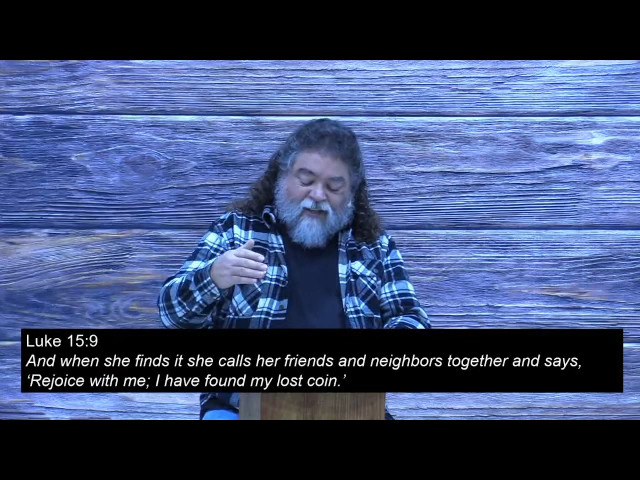 Luke 15:9
And when she finds it she calls her friends and neighbors together and says,
‘Rejoice with me; I have found my lost coin.’